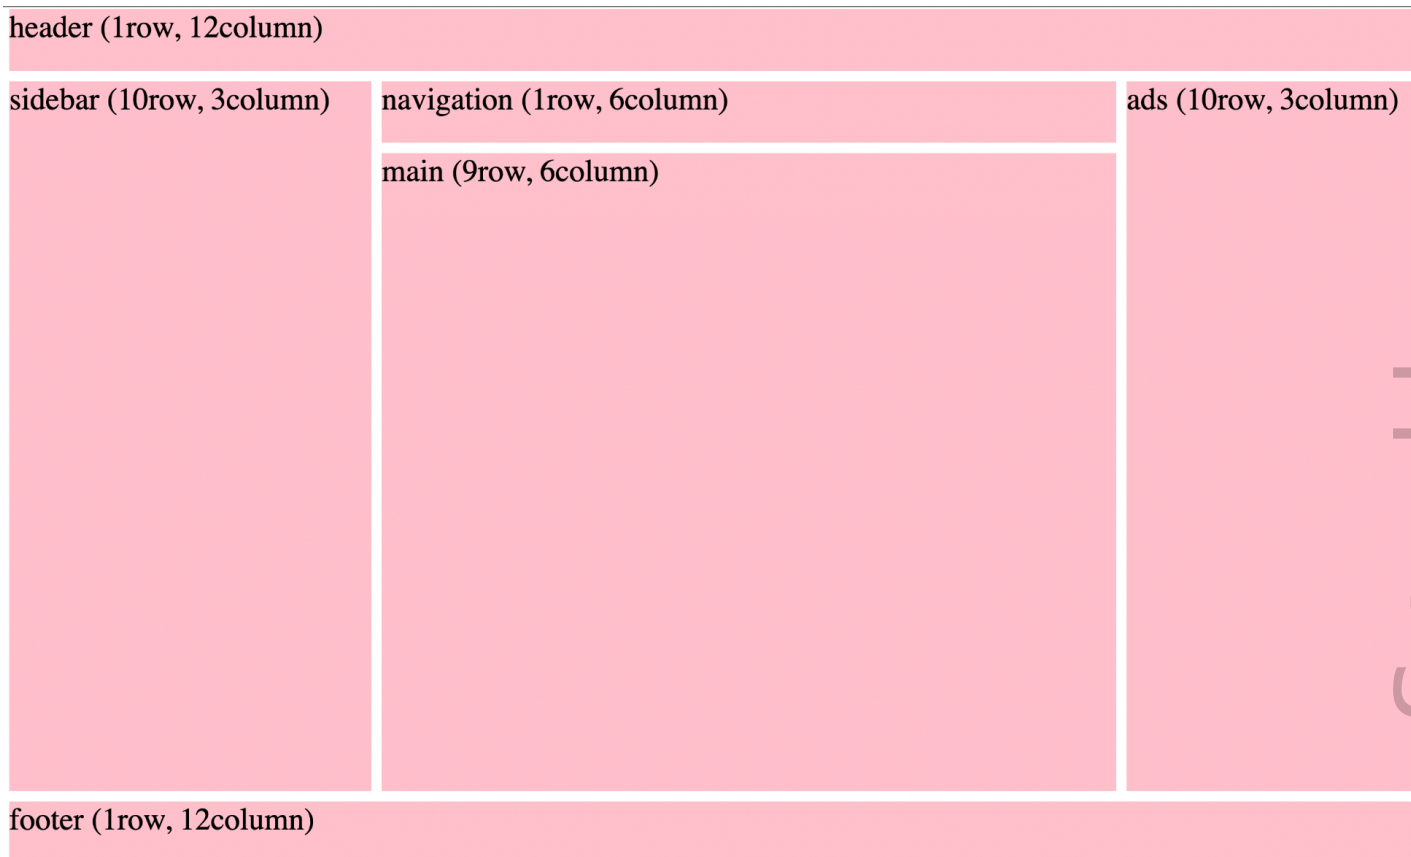 header (1row, 12column)
sidebar (10row, 3column)
navigation (1row, 6column)
ads (10row, 3column)
main (9row, 6column)
footer (1row, 12column)